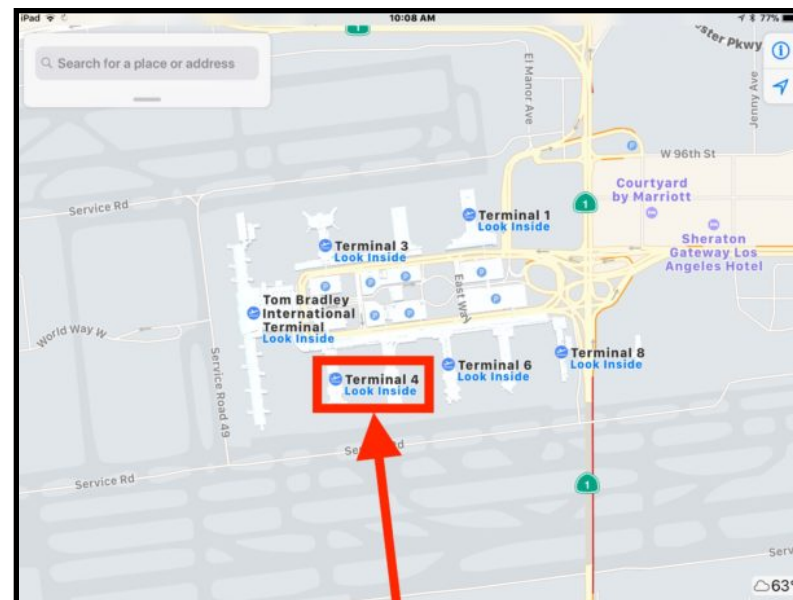 iPad
10:08 AM
77%
Search for a place or address
Pkwy
El Manor Ave
Jenny Ave
W 96th St
1
Courtyard
by Marriott
Service Rd
Terminal 1
Look Inside
Sheraton
Gateway Los
Angeles Hotel
Terminal 3
Look Inside
East Way
Tom Bradley
International
Terminal
Look Inside
World Way W
Terminal 8
Look Inside
Terminal 6
Look Inside
Terminal 4
Look Inside
Service Road 49
Service Rd
1
63°